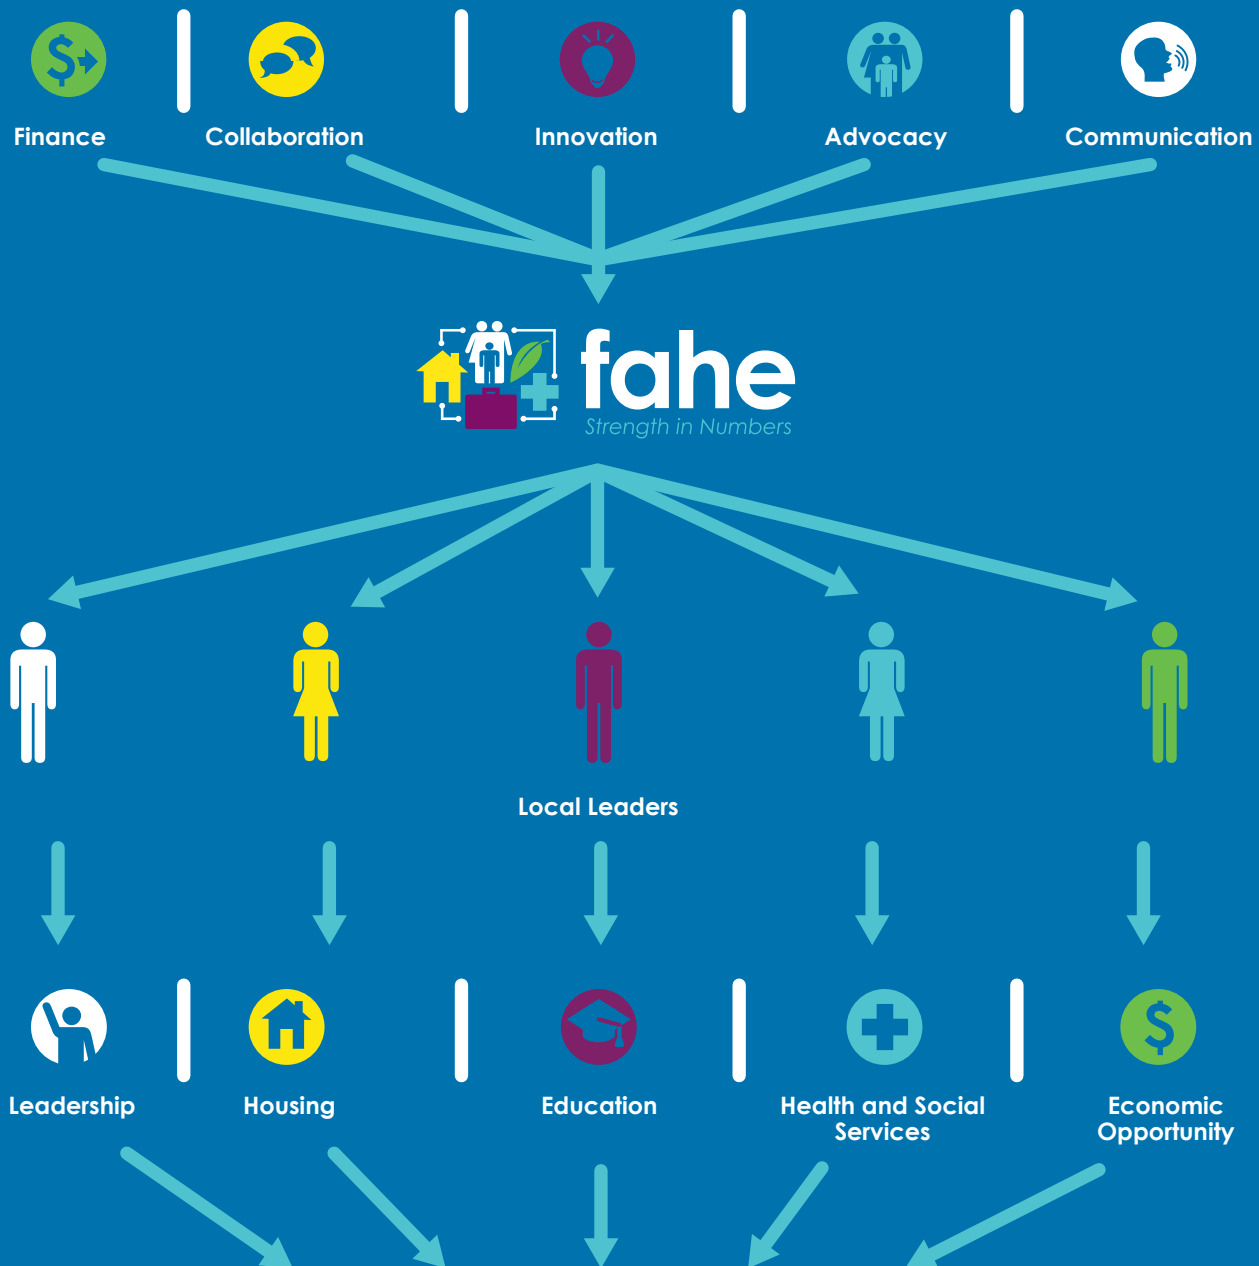 Finance
Collaboration
Innovation
Advocacy
Communication
fahe
Strength in Numbers
Local Leaders
Leadership
Housing
Education
Health and Social
Services
Economic
Opportunity